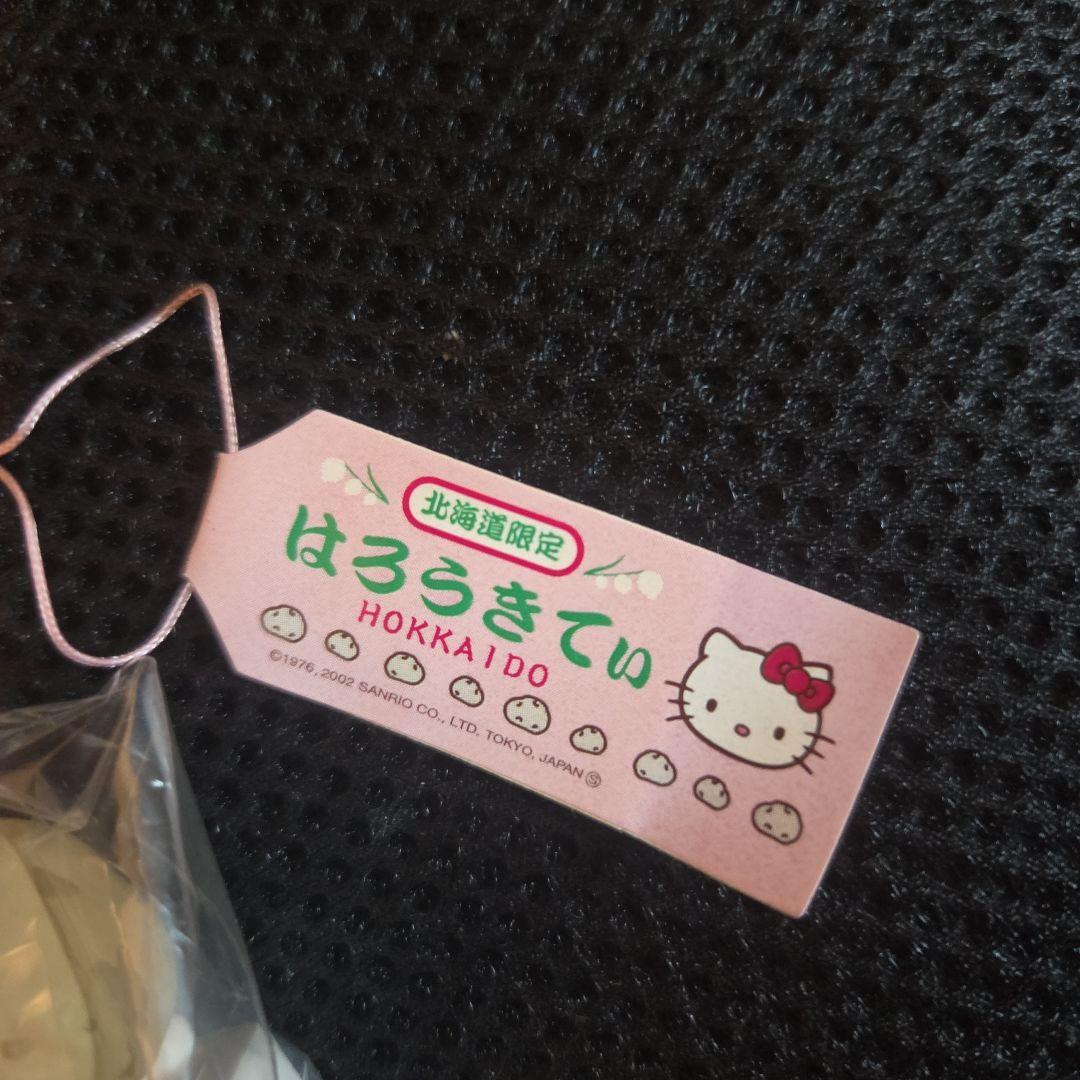 北海道限定
はろうきてぃ
HOKKAIDO
©1976, 2002 SANRIO CO., LTD. TOKYO, JAPAN Ⓢ